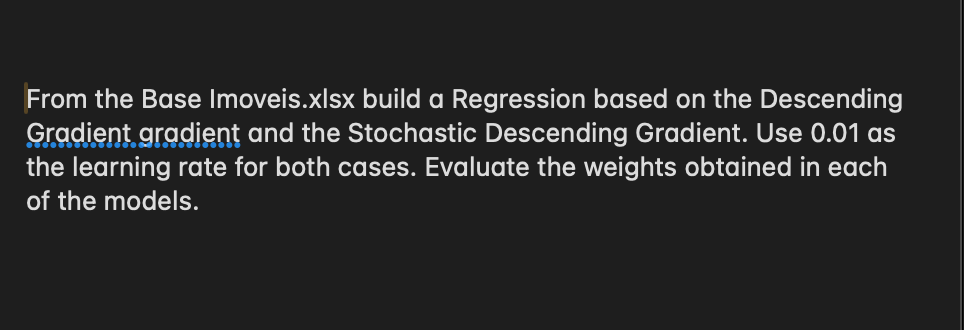 From the Base Imoveis.xlsx build a Regression based on the Descending
Gradient gradient and the Stochastic Descending Gradient. Use 0.01 as
the learning rate for both cases. Evaluate the weights obtained in each
of the models.